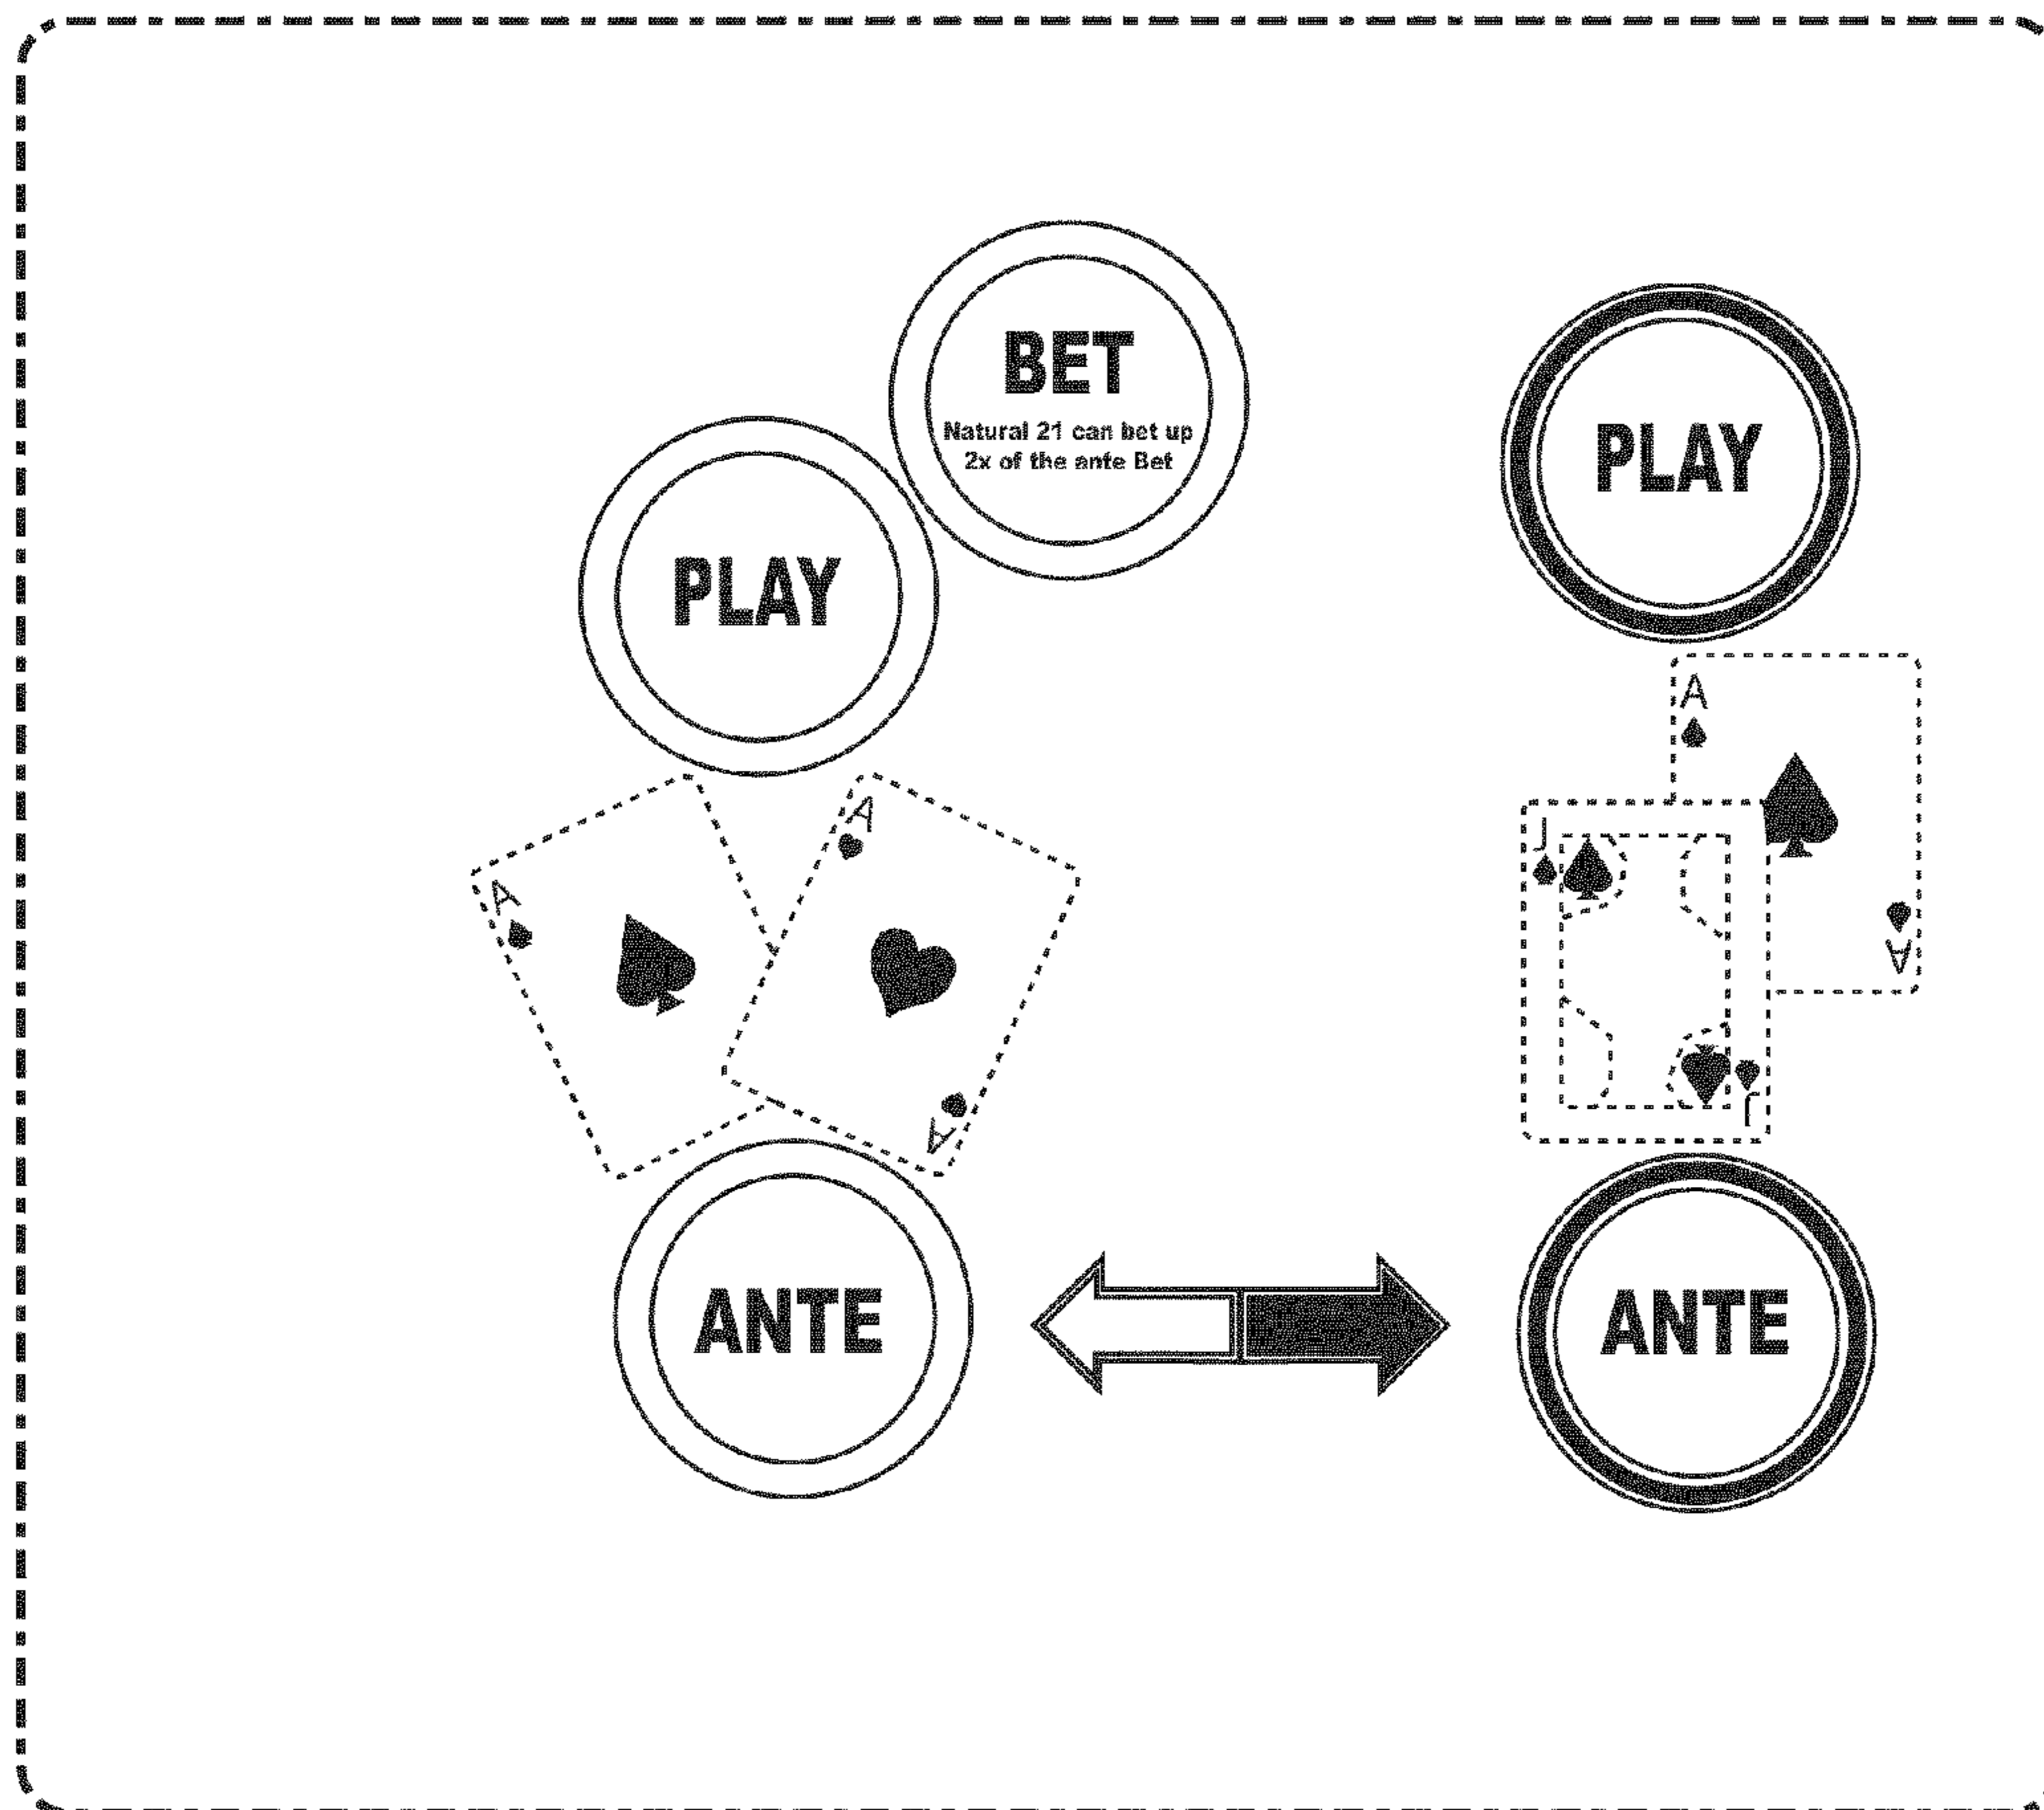 BET
Natural 21 can bet up
2x of the ante Bet
PLAY
PLAY
A
A
A
A
A
A
J
J
ANTE
ANTE